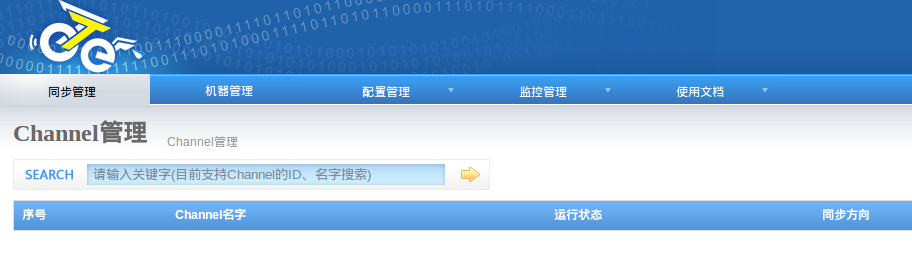 eTe
同步管理 机器管理 配置管理 监控管理 使用文档
Channel管理 Channel管理
SEARCH 请输入关键字(目前支持Channel的ID、名字搜索)
序号 Channel名字 运行状态 同步方向